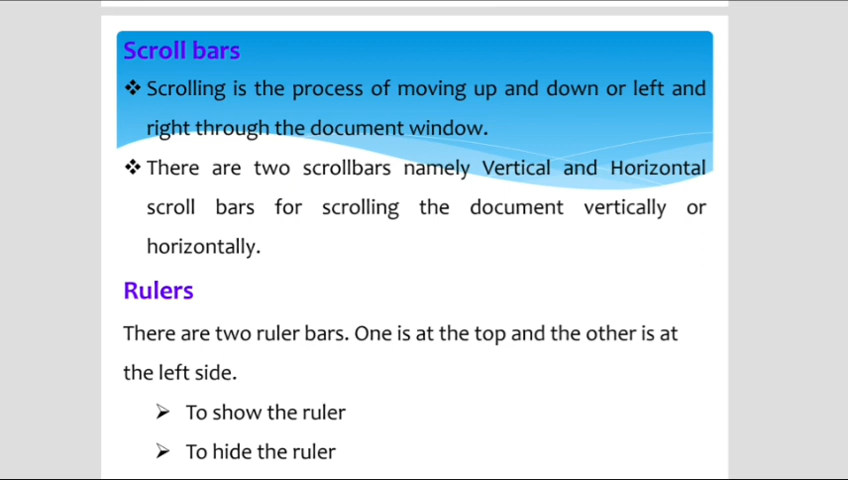 Scroll bars
❖ Scrolling is the process of moving up and down or left and
right through the document window.
❖ There are two scrollbars namely Vertical and Horizontal
scroll bars for scrolling the document vertically or
horizontally.
Rulers
There are two ruler bars. One is at the top and the other is at
the left side.
➢ To show the ruler
➢ To hide the ruler